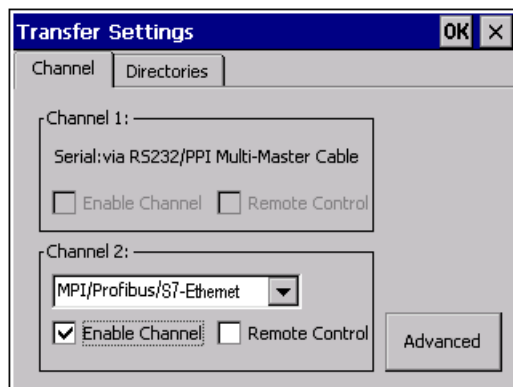 Transfer Settings OK ×
Channel Directories
Channel 1:
Serial:via RS232/PPI Multi-Master Cable
Enable Channel Remote Control
Channel 2:
MPI/Profibus/S7-Ethernet
Enable Channel Remote Control
Advanced